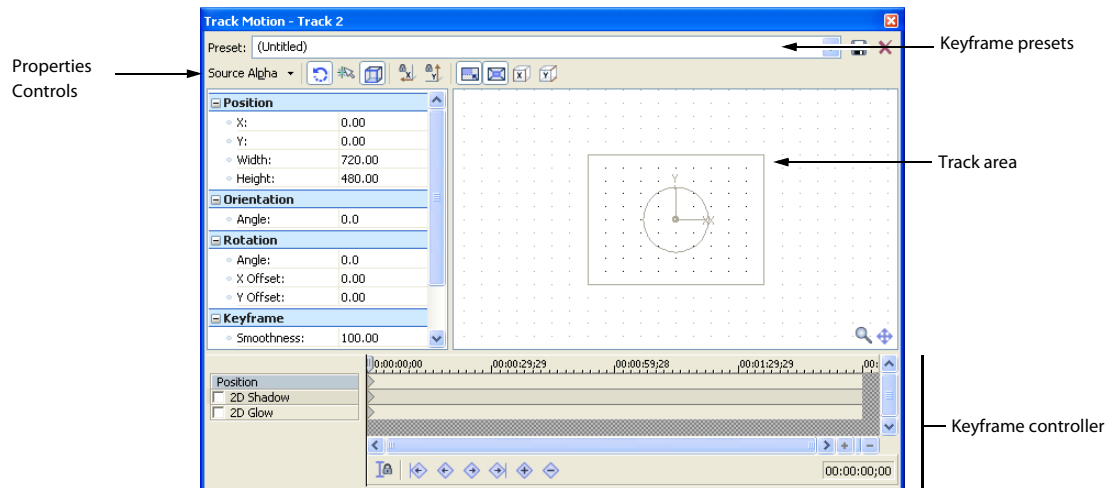 Track Motion - Track 2
Preset: (Untitled)
Keyframe presets
Properties
Controls
Source Alpha
Position
X: 0.00
Y: 0.00
Width: 720.00
Height: 480.00
Orientation
Angle: 0.0
Rotation
Angle: 0.0
X Offset: 0.00
Y Offset: 0.00
Keyframe
Smoothness: 100.00
Y
X
Track area
00:00:00;00 00:00:29;29 00:00:59;28 00:01:29;29 00:
Position
2D Shadow
2D Glow
Keyframe controller
00:00:00;00